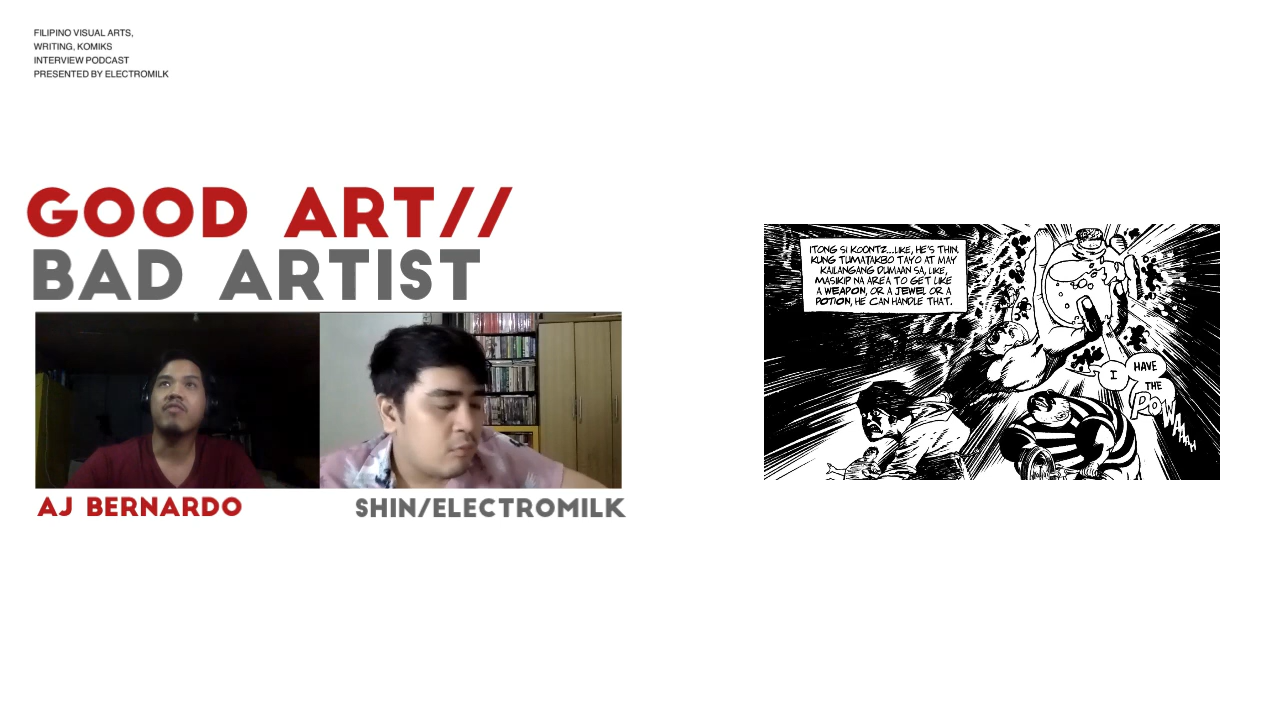 FILIPINO VISUAL ARTS,
WRITING, KOMIKS
INTERVIEW PODCAST
PRESENTED BY ELECTROMILK
GOOD ART//
BAD ARTIST
AJ BERNARDO
SHIN/ELECTROMILK
ITONG SI KOONTZ...LIKE, HE'S THIN.
KUNG TUMATAKBO TAYO AT MAY
KAILANGANG DUMAAN SA, LIKE,
MASIKIP NA AREA TO GET LIKE
A WEAPON, OR A JEWEL OR A
POTION, HE CAN HANDLE THAT.
I
HAVE
THE
POWAAAH